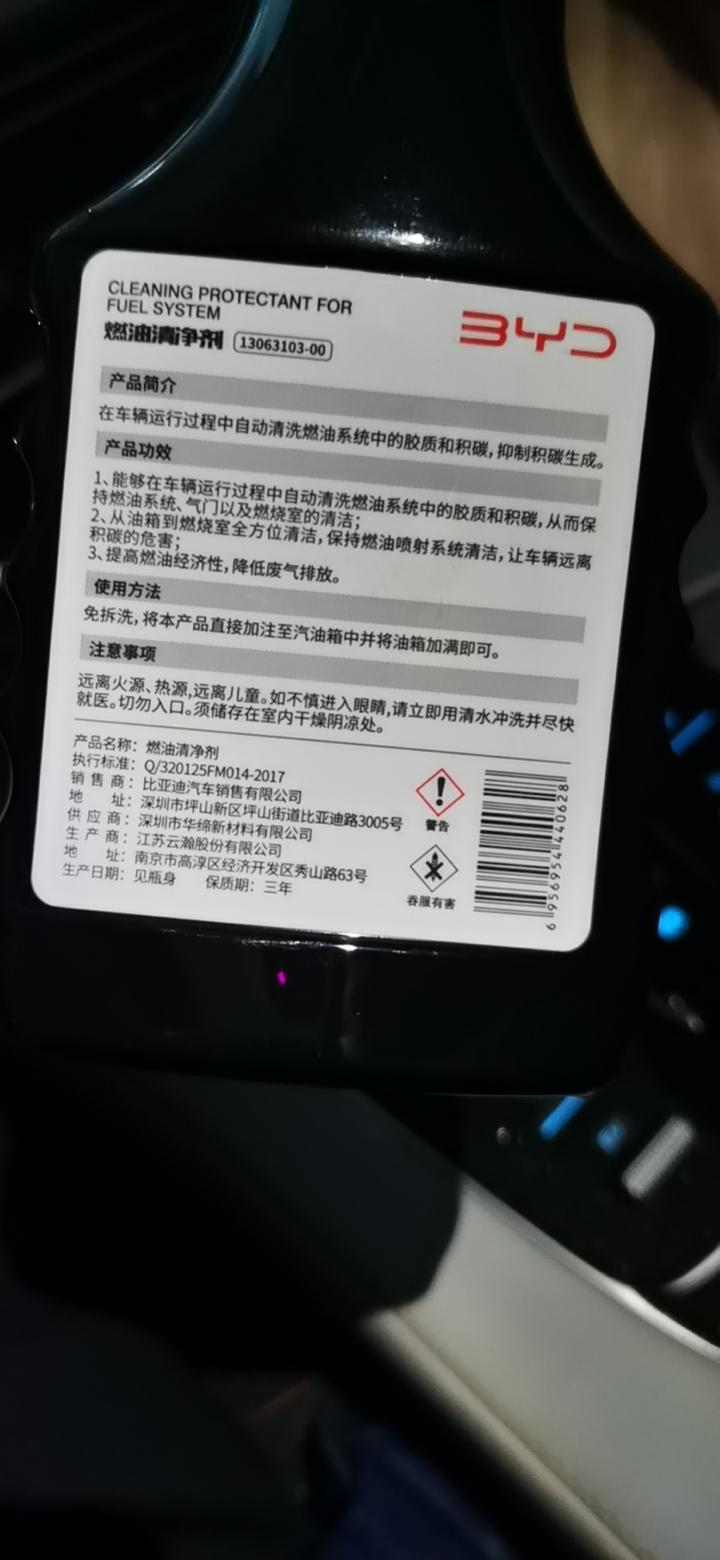 CLEANING PROTECTANT FOR
FUEL SYSTEM
燃油清净剂 13063103-00
BYD
产品简介
在车辆运行过程中自动清洗燃油系统中的胶质和积碳，抑制积碳生成。
产品功效
1、能够在车辆运行过程中自动清洗燃油系统中的胶质和积碳，从而保
持燃油系统、气门以及燃烧室的清洁；
2、从油箱到燃烧室全方位清洁，保持燃油喷射系统清洁，让车辆远离
积碳的危害；
3、提高燃油经济性，降低废气排放。
使用方法
免拆洗，将本产品直接加注至汽油箱中并将油箱加满即可。
注意事项
远离火源、热源，远离儿童。如不慎进入眼睛，请立即用清水冲洗并尽快
就医。切勿入口。须储存在室内干燥阴凉处。
产品名称：燃油清净剂
执行标准：Q/320125FM014-2017
销售商：比亚迪汽车销售有限公司
地址：深圳市坪山新区坪山街道比亚迪路3005号
供应商：深圳市华缔新材料有限公司
生产商：江苏云瀚股份有限公司
地址：南京市高淳区经济开发区秀山路63号
生产日期：见瓶身 保质期：三年
警告
吞服有害
6 956954 440628